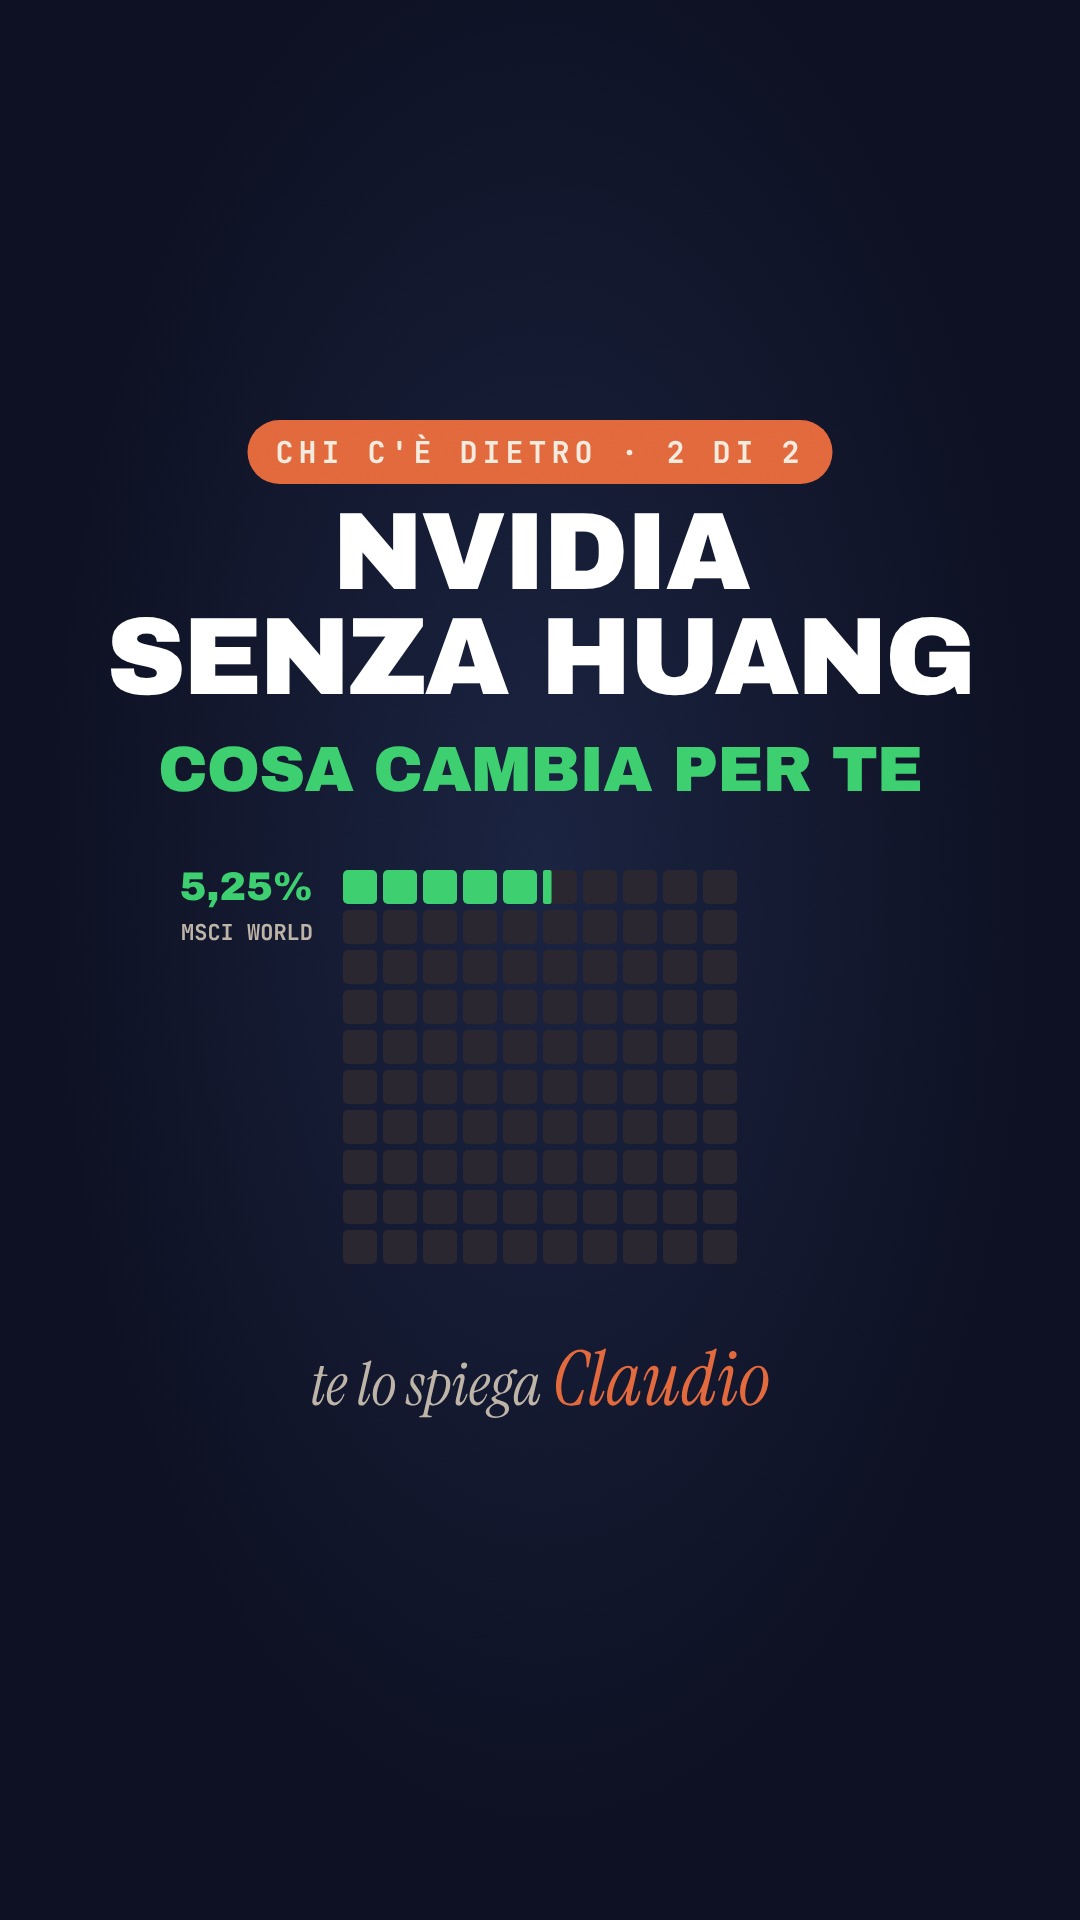 CHI C'È DIETRO · 2 DI 2
NVIDIA
SENZA HUANG
COSA CAMBIA PER TE
5,25%
MSCI WORLD
te lo spiega Claudio